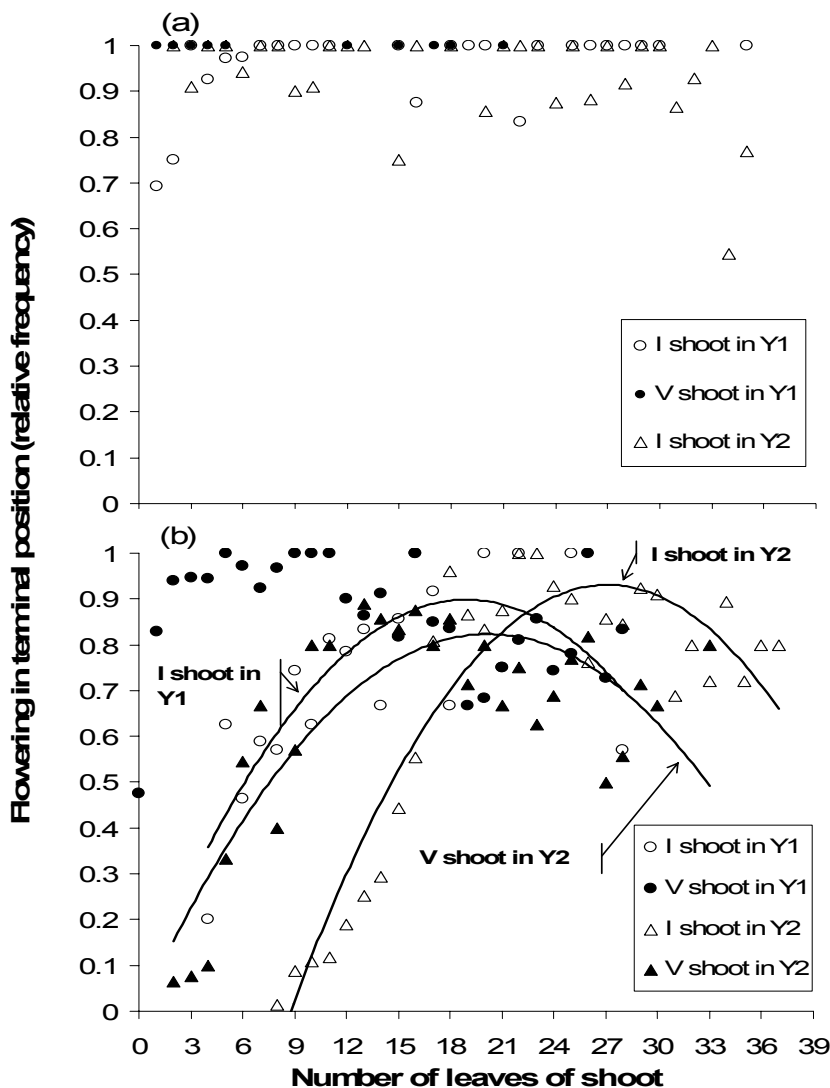 (a)
1
0.9
0.8
0.7
0.6
0.5
0.4
0.3
0.2
0.1
0
I shoot in Y1
V shoot in Y1
I shoot in Y2
Flowering in terminal position (relative frequency)
(b)
1
0.9
0.8
0.7
0.6
0.5
0.4
0.3
0.2
0.1
0
I shoot in Y2
I shoot in
Y1
V shoot in Y2
I shoot in Y1
V shoot in Y1
I shoot in Y2
V shoot in Y2
0 3 6 9 12 15 18 21 24 27 30 33 36 39
Number of leaves of shoot